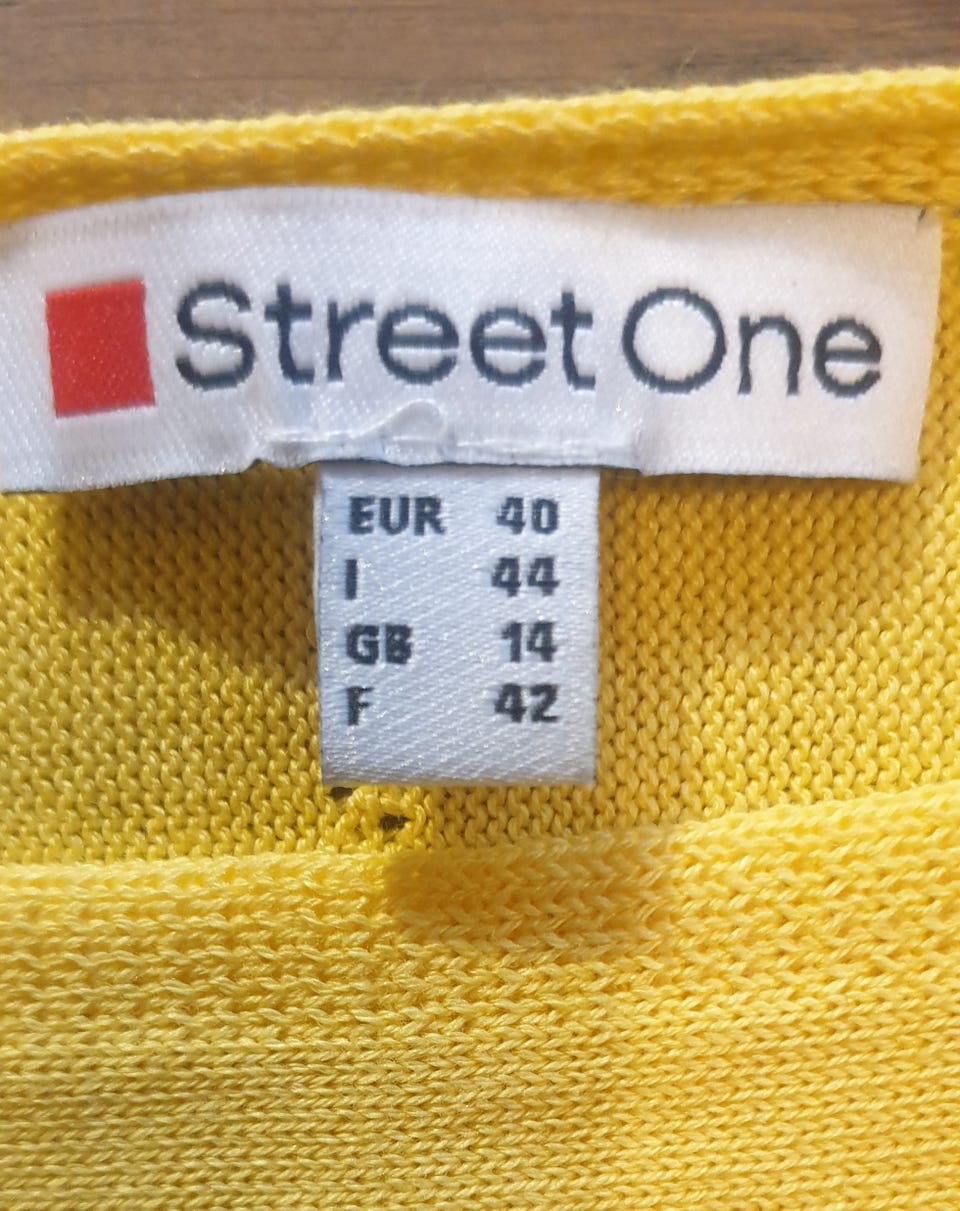 Street One
EUR 40
I 44
GB 14
F 42